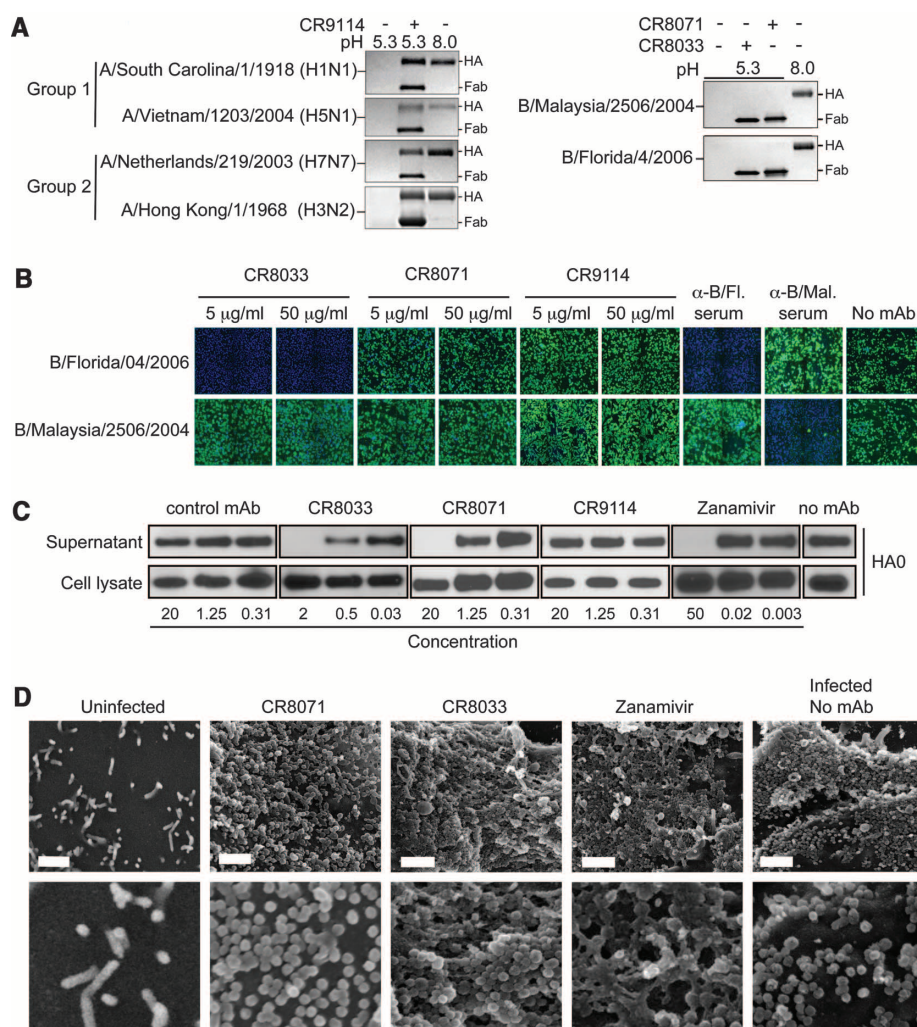 A
CR9114 - + -
pH 5.3 5.3 8.0
Group 1
A/South Carolina/1/1918 (H1N1)
HA
Fab
A/Vietnam/1203/2004 (H5N1)
HA
Fab
Group 2
A/Netherlands/219/2003 (H7N7)
HA
Fab
A/Hong Kong/1/1968 (H3N2)
HA
Fab
CR8071 - - + -
CR8033 - + - -
pH 5.3 8.0
B/Malaysia/2506/2004
HA
Fab
B/Florida/4/2006
HA
Fab
B
CR8033 CR8071 CR9114 α-B/Fl. serum α-B/Mal. serum No mAb
5 μg/ml 50 μg/ml 5 μg/ml 50 μg/ml 5 μg/ml 50 μg/ml
B/Florida/04/2006
B/Malaysia/2506/2004
C
control mAb CR8033 CR8071 CR9114 Zanamivir no mAb
Supernatant
Cell lysate
HA0
20 1.25 0.31 2 0.5 0.03 20 1.25 0.31 20 1.25 0.31 50 0.02 0.003
Concentration
D
Uninfected CR8071 CR8033 Zanamivir Infected No mAb